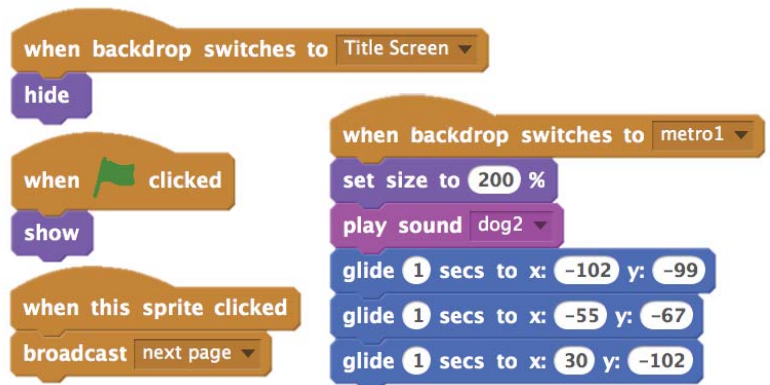 when backdrop switches to Title Screen
hide
when clicked
show
when this sprite clicked
broadcast next page
when backdrop switches to metro1
set size to 200 %
play sound dog2
glide 1 secs to x: -102 y: -99
glide 1 secs to x: -55 y: -67
glide 1 secs to x: 30 y: -102